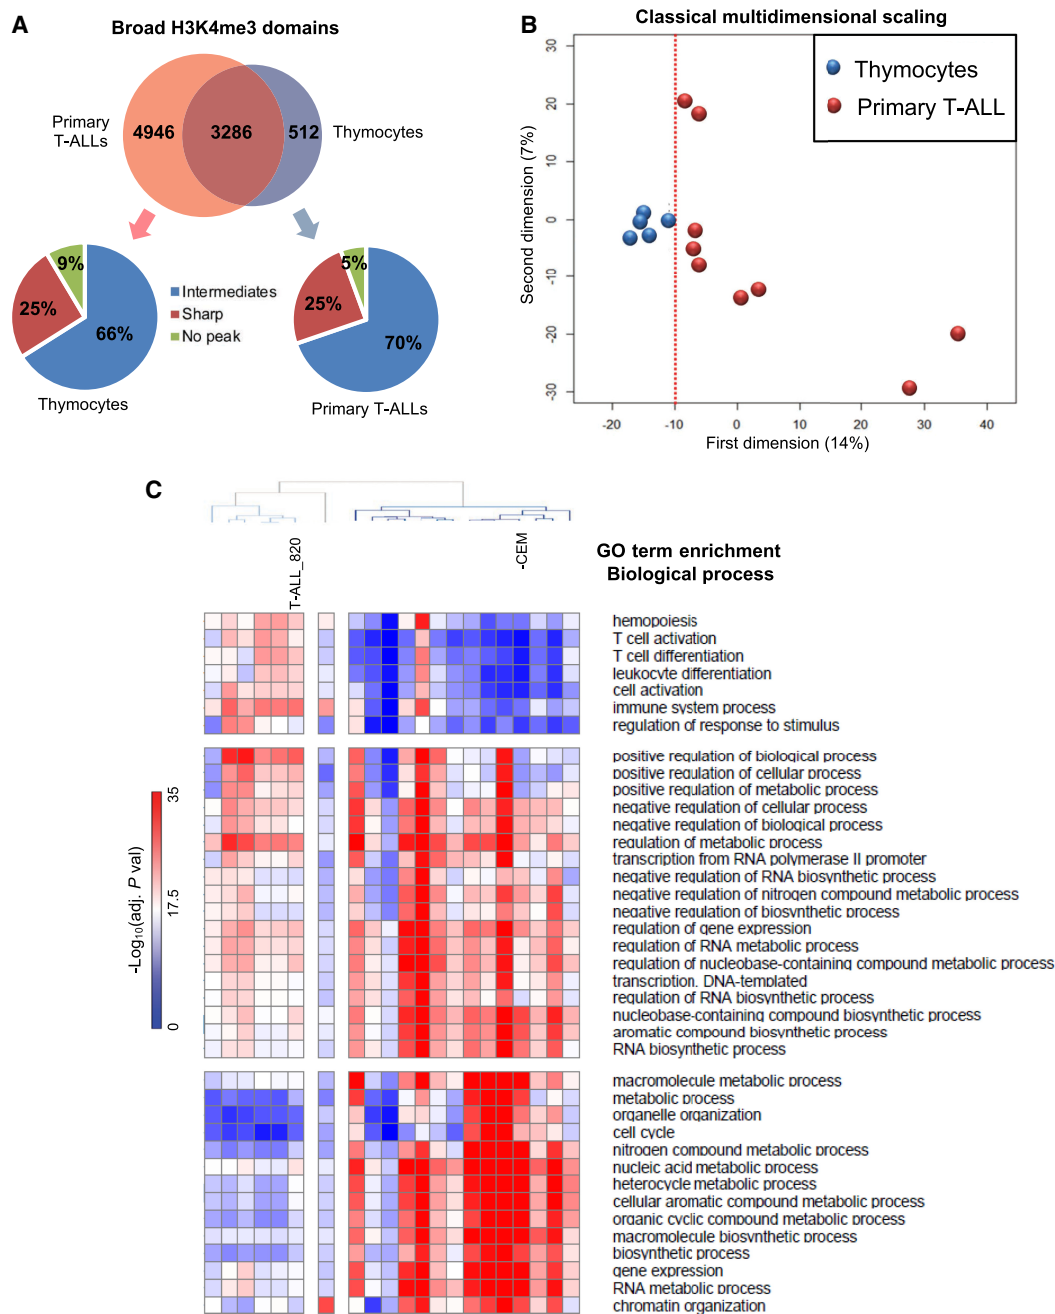 A
Broad H3K4me3 domains
Primary
T-ALLs
4946
3286
512
Thymocytes
9%
25%
66%
Thymocytes
Intermediates
Sharp
No peak
5%
25%
70%
Primary T-ALLs
B
Classical multidimensional scaling
Thymocytes
Primary T-ALL
Second dimension (7%)
30
20
10
0
-10
-20
-30
-20
-10
0
10
20
30
40
First dimension (14%)
C
T-ALL_820
-CEM
GO term enrichment
Biological process
hemopoiesis
T cell activation
T cell differentiation
leukocyte differentiation
cell activation
immune system process
regulation of response to stimulus
positive regulation of biological process
positive regulation of cellular process
positive regulation of metabolic process
negative regulation of cellular process
negative regulation of biological process
regulation of metabolic process
transcription from RNA polymerase II promoter
negative regulation of RNA biosynthetic process
negative regulation of nitrogen compound metabolic process
negative regulation of biosynthetic process
regulation of gene expression
regulation of RNA metabolic process
regulation of nucleobase-containing compound metabolic process
transcription. DNA-templated
regulation of RNA biosynthetic process
nucleobase-containing compound biosynthetic process
aromatic compound biosynthetic process
RNA biosynthetic process
macromolecule metabolic process
metabolic process
organelle organization
cell cycle
nitrogen compound metabolic process
nucleic acid metabolic process
heterocycle metabolic process
cellular aromatic compound metabolic process
organic cyclic compound metabolic process
macromolecule biosynthetic process
biosynthetic process
gene expression
RNA metabolic process
chromatin organization
-Log10(adj. P val)
35
17.5
0